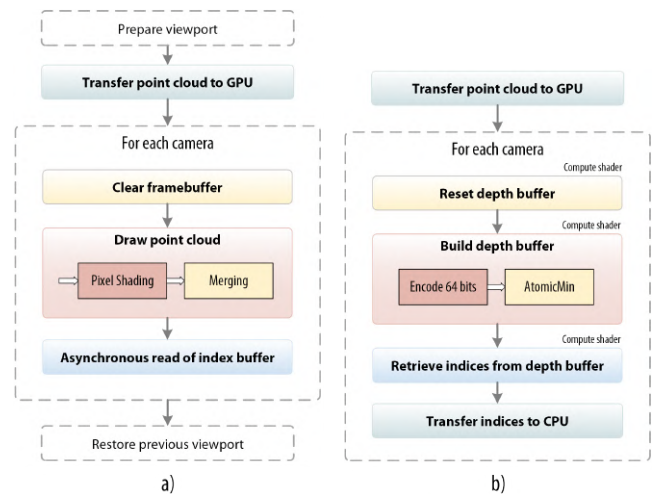 Prepare viewport
Transfer point cloud to GPU
For each camera
Clear framebuffer
Draw point cloud
Pixel Shading
Merging
Asynchronous read of index buffer
Restore previous viewport
a)
Transfer point cloud to GPU
For each camera
Compute shader
Reset depth buffer
Compute shader
Build depth buffer
Encode 64 bits
AtomicMin
Compute shader
Retrieve indices from depth buffer
Transfer indices to CPU
b)